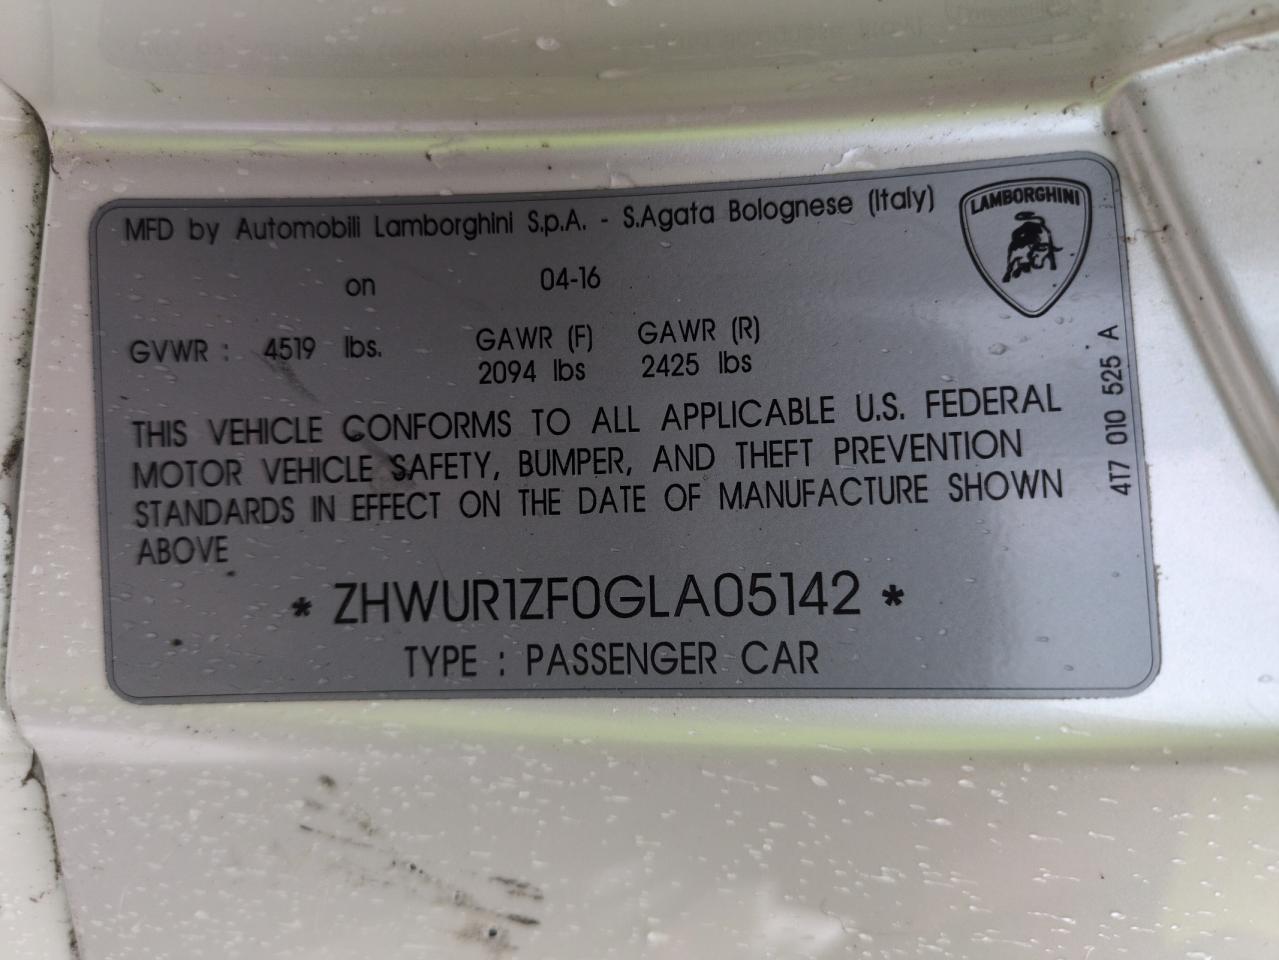 MFD by Automobili Lamborghini S.p.A. - S.Agata Bolognese (Italy)
LAMBORGHINI
on 04-16
GVWR : 4519 lbs. GAWR (F) GAWR (R)
2094 lbs 2425 lbs
THIS VEHICLE CONFORMS TO ALL APPLICABLE U.S. FEDERAL
MOTOR VEHICLE SAFETY, BUMPER, AND THEFT PREVENTION
STANDARDS IN EFFECT ON THE DATE OF MANUFACTURE SHOWN
ABOVE
* ZHWUR1ZF0GLA05142 *
TYPE : PASSENGER CAR
4T7 010 525 A